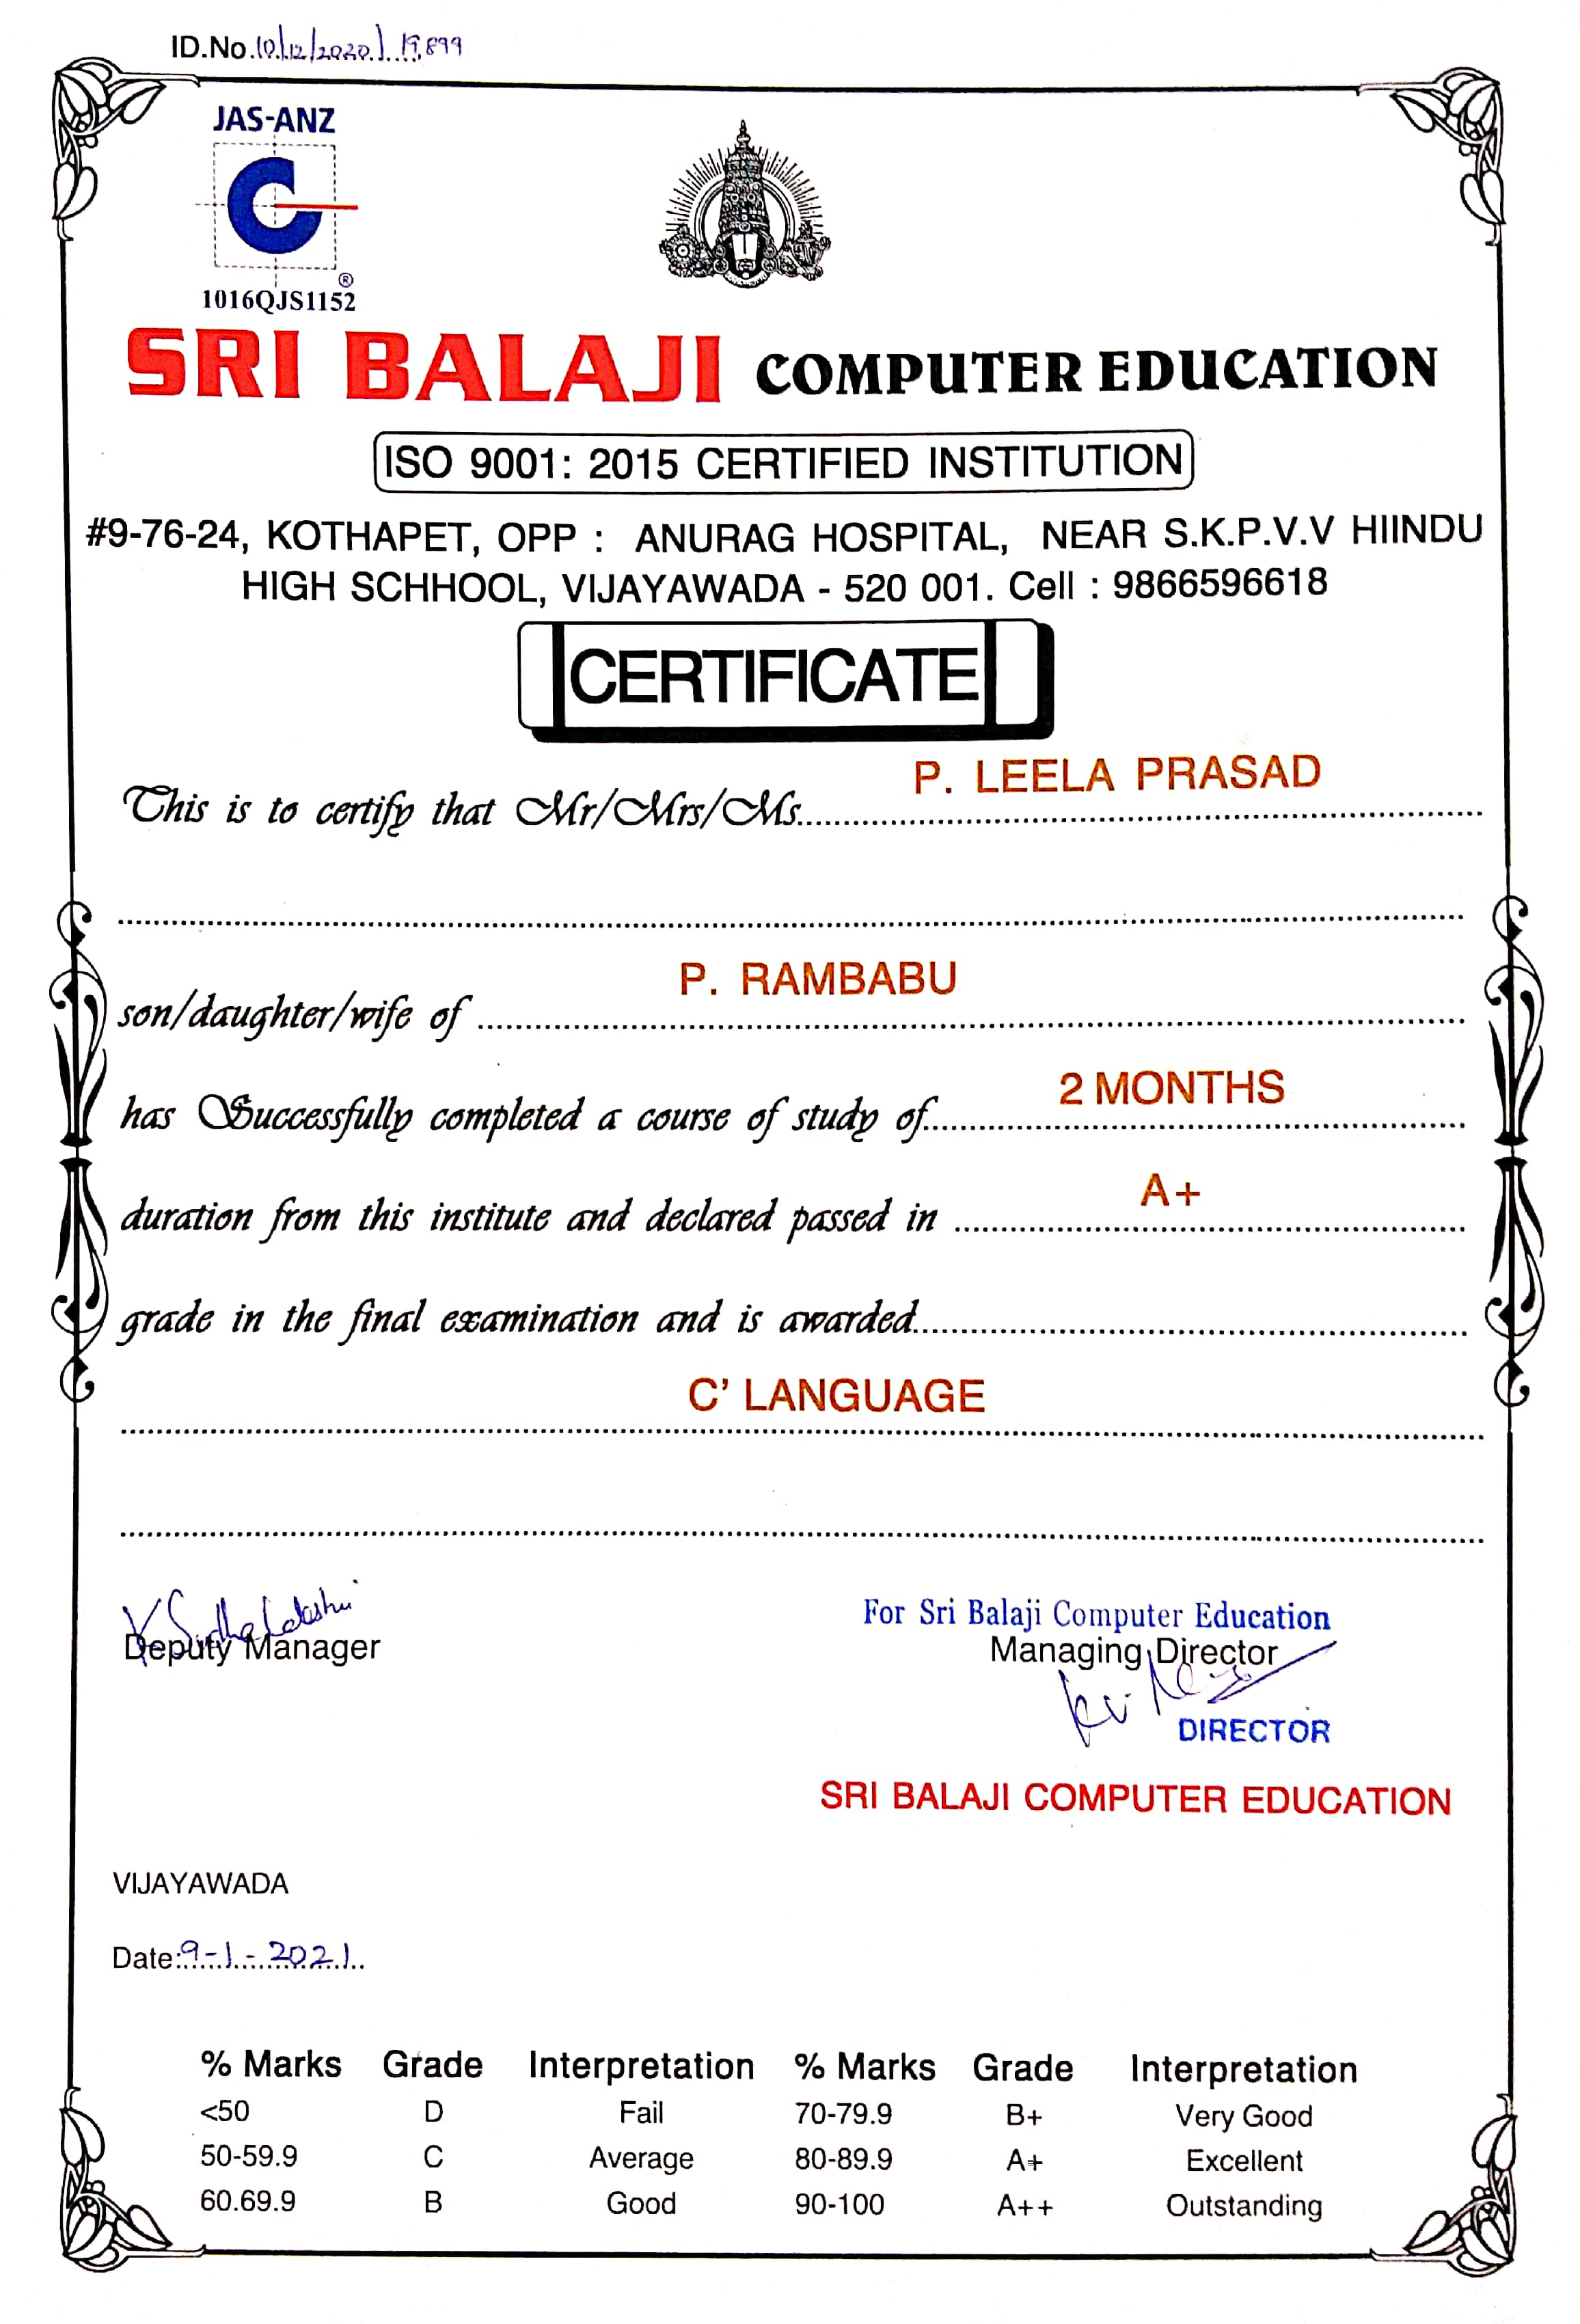 ID.No.10/12/2020/19,899
JAS-ANZ
®
1016QJS1152
SRI BALAJI COMPUTER EDUCATION
ISO 9001: 2015 CERTIFIED INSTITUTION
#9-76-24, KOTHAPET, OPP : ANURAG HOSPITAL, NEAR S.K.P.V.V HIINDU
HIGH SCHHOOL, VIJAYAWADA - 520 001. Cell : 9866596618
CERTIFICATE
This is to certify that Mr/Mrs/Ms. P. LEELA PRASAD
son/daughter/wife of P. RAMBABU
has Successfully completed a course of study of 2 MONTHS
duration from this institute and declared passed in A+
grade in the final examination and is awarded
C' LANGUAGE
Deputy Manager
For Sri Balaji Computer Education
Managing Director
DIRECTOR
SRI BALAJI COMPUTER EDUCATION
VIJAYAWADA
Date: 9-1-2021
% Marks Grade Interpretation % Marks Grade Interpretation
<50 D Fail 70-79.9 B+ Very Good
50-59.9 C Average 80-89.9 A+ Excellent
60.69.9 B Good 90-100 A++ Outstanding